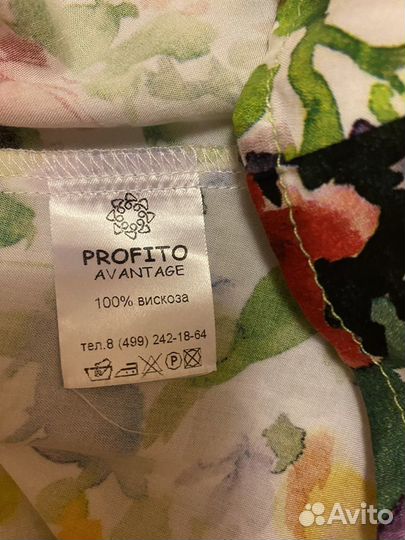 PROFITO
AVANTAGE
100% вискоза
тел.8 (499) 242-18-64
Avito